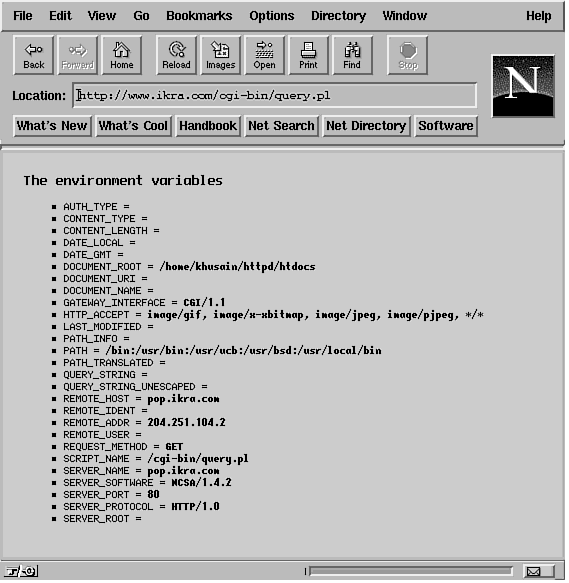 File Edit View Go Bookmarks Options Directory Window Help
Back Forward Home Reload Images Open Print Find Stop
N
Location: http://www.ikra.com/cgi-bin/query.pl
What's New What's Cool Handbook Net Search Net Directory Software
The environment variables
AUTH_TYPE =
CONTENT_TYPE =
CONTENT_LENGTH =
DATE_LOCAL =
DATE_GMT =
DOCUMENT_ROOT = /home/khusain/httpd/htdocs
DOCUMENT_URI =
DOCUMENT_NAME =
GATEWAY_INTERFACE = CGI/1.1
HTTP_ACCEPT = image/gif, image/x-xbitmap, image/jpeg, image/pjpeg, */*
LAST_MODIFIED =
PATH_INFO =
PATH = /bin:/usr/bin:/usr/ucb:/usr/bsd:/usr/local/bin
PATH_TRANSLATED =
QUERY_STRING =
QUERY_STRING_UNESCAPED =
REMOTE_HOST = pop.ikra.com
REMOTE_IDENT =
REMOTE_ADDR = 204.251.104.2
REMOTE_USER =
REQUEST_METHOD = GET
SCRIPT_NAME = /cgi-bin/query.pl
SERVER_NAME = pop.ikra.com
SERVER_SOFTWARE = NCSA/1.4.2
SERVER_PORT = 80
SERVER_PROTOCOL = HTTP/1.0
SERVER_ROOT =